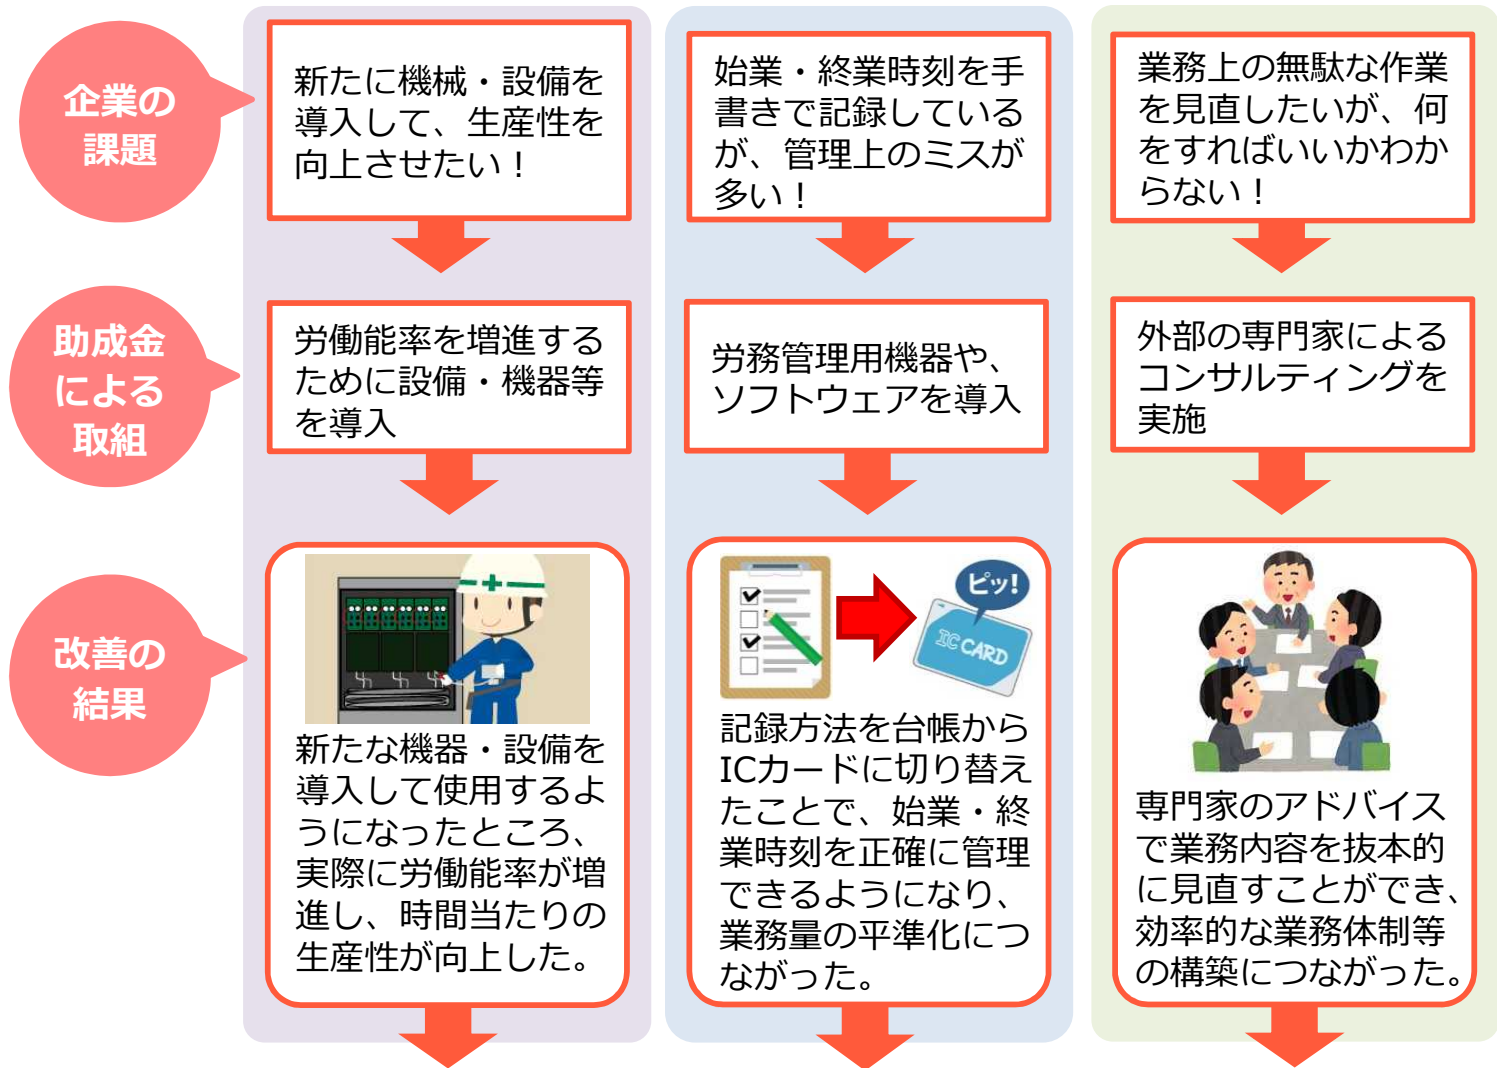 企業の
課題
新たに機械・設備を
導入して、生産性を
向上させたい！
始業・終業時刻を手
書きで記録している
が、管理上のミスが
多い！
業務上の無駄な作業
を見直したいが、何
をすればいいかわか
らない！
助成金
による
取組
労働能率を増進する
ために設備・機器等
を導入
労務管理用機器や、
ソフトウェアを導入
外部の専門家による
コンサルティングを
実施
改善の
結果
新たな機器・設備を
導入して使用するよ
うになったところ、
実際に労働能率が増
進し、時間当たりの
生産性が向上した。
ピッ!
IC CARD
記録方法を台帳から
ICカードに切り替え
たことで、始業・終
業時刻を正確に管理
できるようになり、
業務量の平準化につ
ながった。
専門家のアドバイス
で業務内容を抜本的
に見直すことができ、
効率的な業務体制等
の構築につながった。